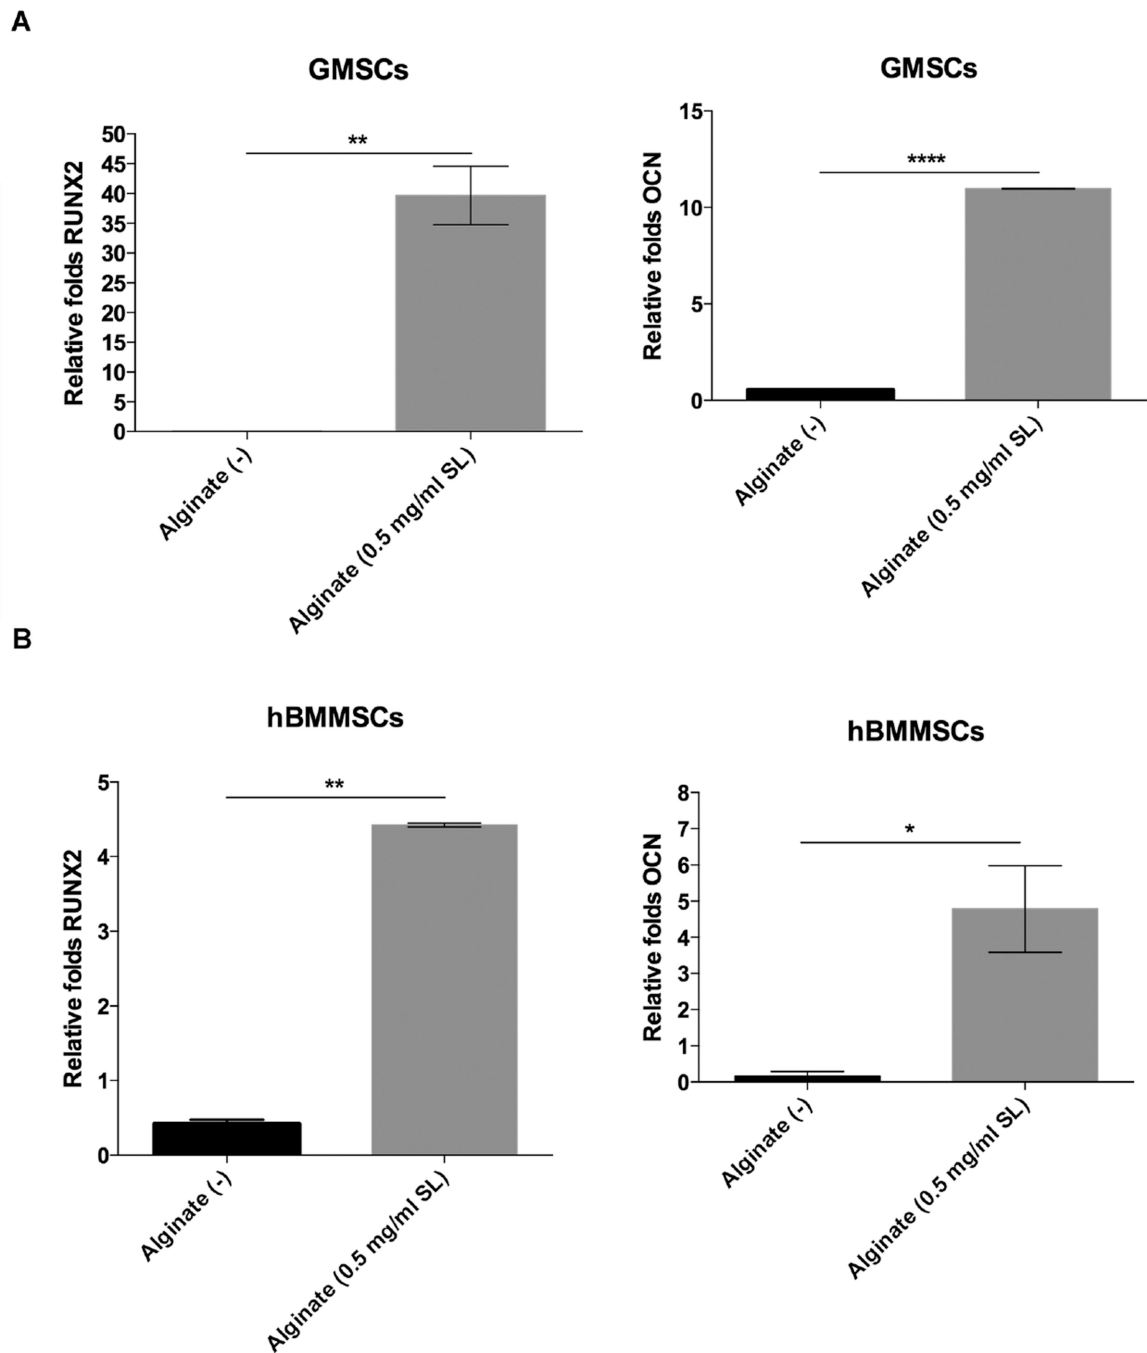 A
GMSCs
Relative folds RUNX2
50
45
40
35
30
25
20
15
10
5
0
**
Alginate (-)
Alginate (0.5 mg/ml SL)
GMSCs
Relative folds OCN
15
10
5
0
****
Alginate (-)
Alginate (0.5 mg/ml SL)
B
hBMMSCs
Relative folds RUNX2
5
4
3
2
1
0
**
Alginate (-)
Alginate (0.5 mg/ml SL)
hBMMSCs
Relative folds OCN
8
7
6
5
4
3
2
1
0
*
Alginate (-)
Alginate (0.5 mg/ml SL)